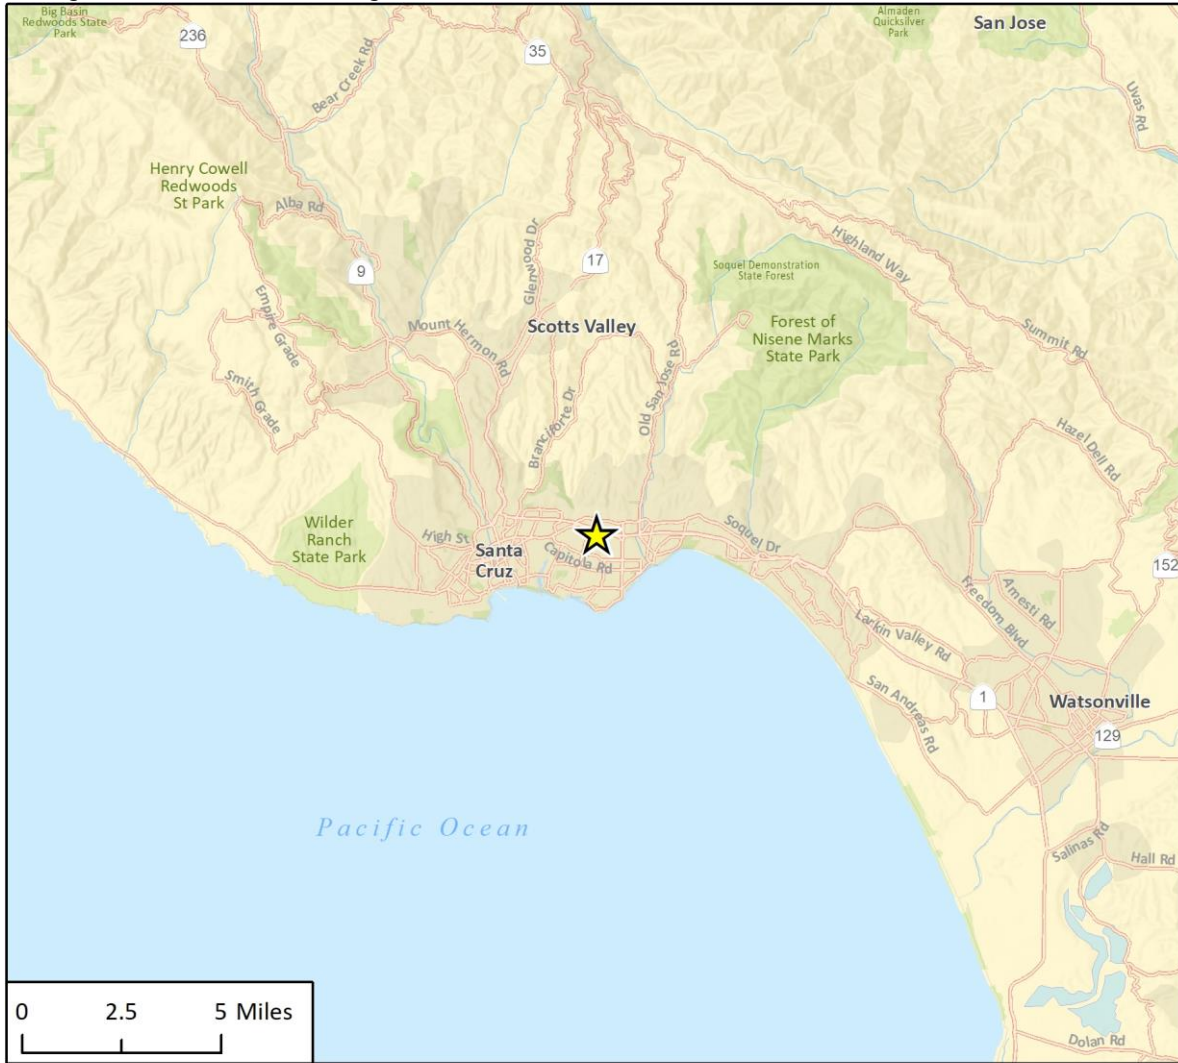 Big Basin
Redwoods State
Park
236
Bear Creek Rd
35
Almaden
Quicksilver
Park
San Jose
Uvas Rd
Henry Cowell
Redwoods
St Park
Alba Rd
9
Glenwood Dr
17
Soquel Demonstration
State Forest
Highland Way
Empire Grade
Smith Grade
Mount Hermon Rd
Scotts Valley
Forest of
Nisene Marks
State Park
Summit Rd
Branciforte Dr
Old San Jose Rd
Hazel Dell Rd
Wilder
Ranch
State Park
High St
Santa
Cruz
Capitola Rd
Soquel Dr
152
Freedom Blvd
Amesti Rd
Larkin Valley Rd
San Andreas Rd
1
Watsonville
129
Pacific Ocean
Salinas Rd
Hall Rd
Dolan Rd
0 2.5 5 Miles